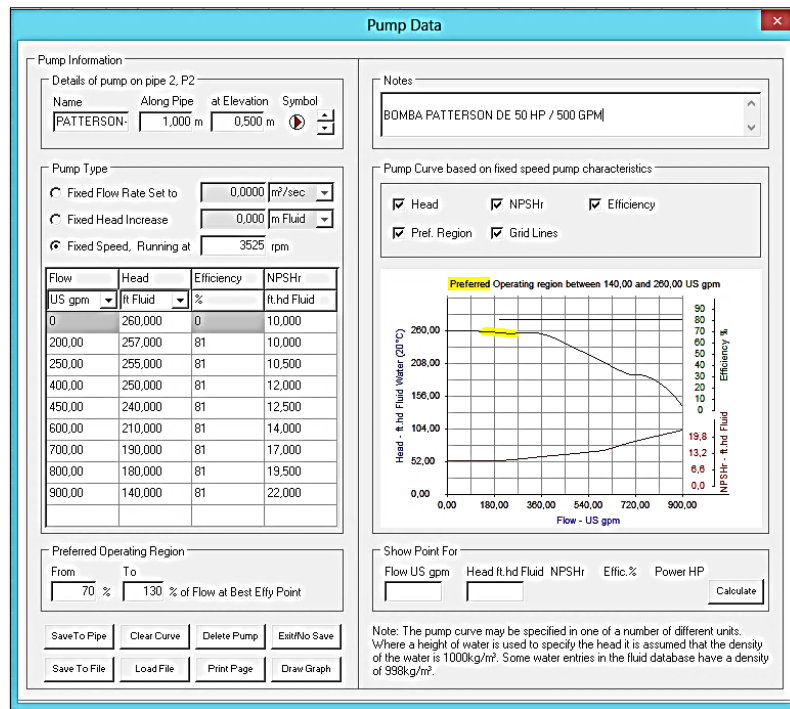 Pump Data
Pump Information
Details of pump on pipe 2, P2
Name Along Pipe at Elevation Symbol
PATTERSON- 1,000 m 0,500 m
Pump Type
Fixed Flow Rate Set to 0,0000 m³/sec
Fixed Head Increase 0,000 m Fluid
Fixed Speed, Running at 3525 rpm
Flow Head Efficiency NPSHr
US gpm ft Fluid % ft.hd Fluid
0 260,000 0 10,000
200,00 257,000 81 10,000
250,00 255,000 81 10,500
400,00 250,000 81 12,000
450,00 240,000 81 12,500
600,00 210,000 81 14,000
700,00 190,000 81 17,000
800,00 180,000 81 19,500
900,00 140,000 81 22,000
Preferred Operating Region
From To
70 % 130 % of Flow at Best Effy Point
SaveTo Pipe Clear Curve Delete Pump Exit/No Save
Save To File Load File Print Page Draw Graph
Notes
BOMBA PATTERSON DE 50 HP / 500 GPM
Pump Curve based on fixed speed pump characteristics
Head NPSHr Efficiency
Pref. Region Grid Lines
Preferred Operating region between 140,00 and 260,00 US gpm
Head - ft.hd Fluid Water (20°C)
260,00
208,00
156,00
104,00
52,00
0,00
0,00 180,00 360,00 540,00 720,00 900,00
Flow - US gpm
90
80
70
60
50
40
30
20
10
0
Efficiency %
19,8
13,2
6,6
0,0
NPSHr - ft.hd Fluid
Show Point For
Flow US gpm Head ft.hd Fluid NPSHr Effic.% Power HP
Calculate
Note: The pump curve may be specified in one of a number of different units.
Where a height of water is used to specify the head it is assumed that the density
of the water is 1000kg/m³. Some water entries in the fluid database have a density
of 998kg/m³.